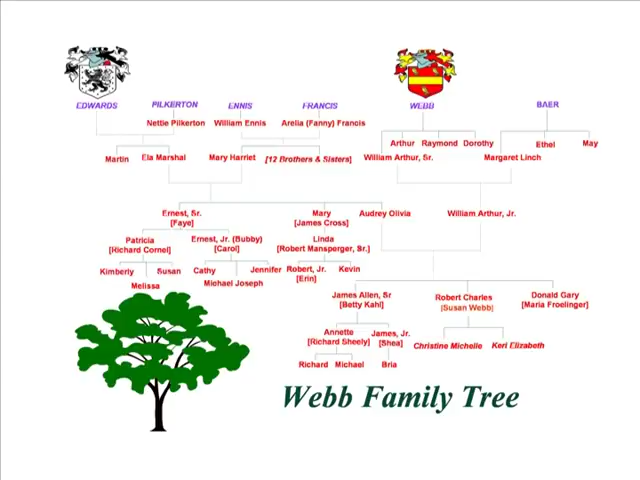 EDWARDS PILKERTON ENNIS FRANCIS WEBB BAER
Nettie Pilkerton William Ennis Arelia (Fanny) Francis
Arthur Raymond Dorothy Ethel May
Martin Ela Marshal Mary Harriet [12 Brothers & Sisters] William Arthur, Sr. Margaret Linch
Ernest, Sr. Mary Audrey Olivia William Arthur, Jr.
[Faye] [James Cross]
Patricia Ernest, Jr. (Bubby) Linda
[Richard Cornel] [Carol] [Robert Mansperger, Sr.]
Kimberly Susan Cathy Jennifer Robert, Jr. Kevin
Melissa Michael Joseph [Erin]
James Allen, Sr Robert Charles Donald Gary
[Betty Kahl] [Susan Webb] [Maria Froelinger]
Annette James, Jr.
[Richard Sheely] [Shea] Christine Michelle Keri Elizabeth
Richard Michael Bria
Webb Family Tree